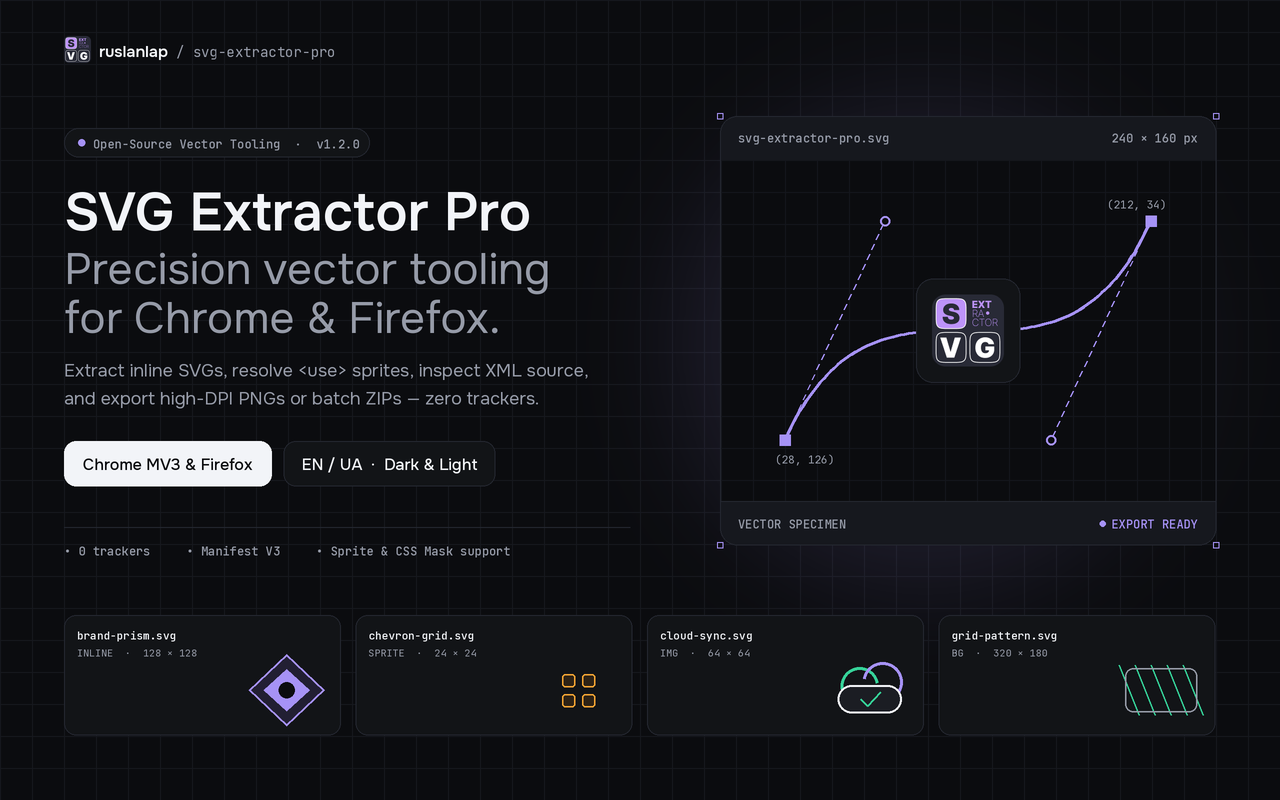 S EXT
V G
ruslanlap / svg-extractor-pro
Open-Source Vector Tooling · v1.2.0
SVG Extractor Pro
Precision vector tooling
for Chrome & Firefox.
Extract inline SVGs, resolve <use> sprites, inspect XML source,
and export high-DPI PNGs or batch ZIPs — zero trackers.
Chrome MV3 & Firefox
EN / UA · Dark & Light
• 0 trackers • Manifest V3 • Sprite & CSS Mask support
svg-extractor-pro.svg 240 × 160 px
(212, 34)
S EXT
RA•
CTOR
V G
(28, 126)
VECTOR SPECIMEN EXPORT READY
brand-prism.svg
INLINE · 128 × 128
chevron-grid.svg
SPRITE · 24 × 24
cloud-sync.svg
IMG · 64 × 64
grid-pattern.svg
BG · 320 × 180